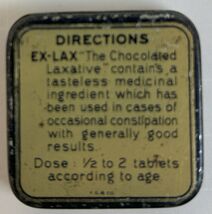 DIRECTIONS
EX-LAX "The Chocolated
Laxative" contains a
tasteless medicinal
ingredient which has
been used in cases of
occasional constipation
with generally good
results.
Dose : ½ to 2 tablets
according to age.